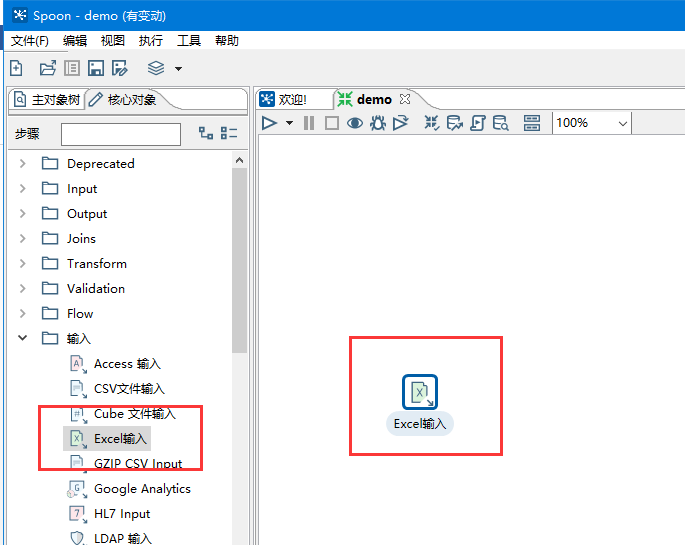 Spoon - demo (有变动)
文件(F) 编辑 视图 执行 工具 帮助
主对象树 核心对象
欢迎! demo
步骤
100%
Deprecated
Input
Output
Joins
Transform
Validation
Flow
输入
Access 输入
CSV文件输入
Cube 文件输入
Excel输入
GZIP CSV Input
Google Analytics
HL7 Input
LDAP 输入
Excel输入